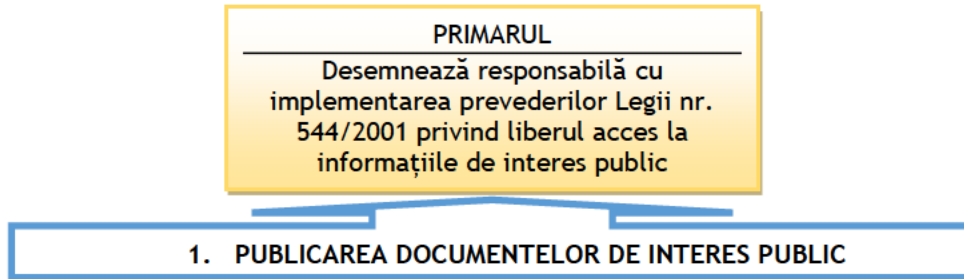 PRIMARUL
Desemnează responsabilă cu
implementarea prevederilor Legii nr.
544/2001 privind liberul acces la
informațiile de interes public
1. PUBLICAREA DOCUMENTELOR DE INTERES PUBLIC